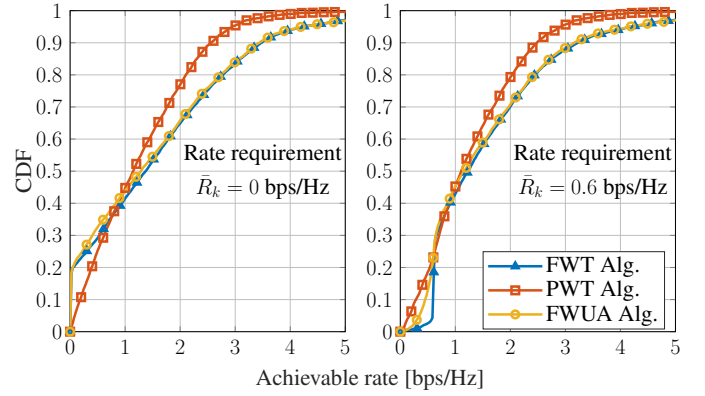 1
0.9
0.8
0.7
0.6
0.5
0.4
0.3
0.2
0.1
0
CDF
0 1 2 3 4 5
Rate requirement
R̄ₖ = 0 bps/Hz
1
0.9
0.8
0.7
0.6
0.5
0.4
0.3
0.2
0.1
0
0 1 2 3 4 5
Rate requirement
R̄ₖ = 0.6 bps/Hz
FWT Alg.
PWT Alg.
FWUA Alg.
Achievable rate [bps/Hz]